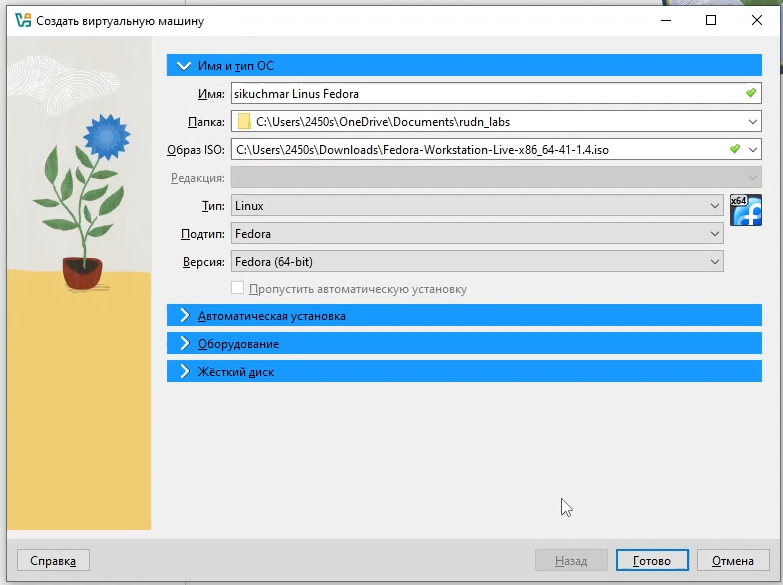 Создать виртуальную машину
Имя и тип ОС
Имя: sikuchmar Linus Fedora
Папка: C:\Users\2450s\OneDrive\Documents\rudn_labs
Образ ISO: C:\Users\2450s\Downloads\Fedora-Workstation-Live-x86_64-41-1.4.iso
Редакция:
Тип: Linux
x64
Подтип: Fedora
Версия: Fedora (64-bit)
Пропустить автоматическую установку
Автоматическая установка
Оборудование
Жёсткий диск
Справка Назад Готово Отмена